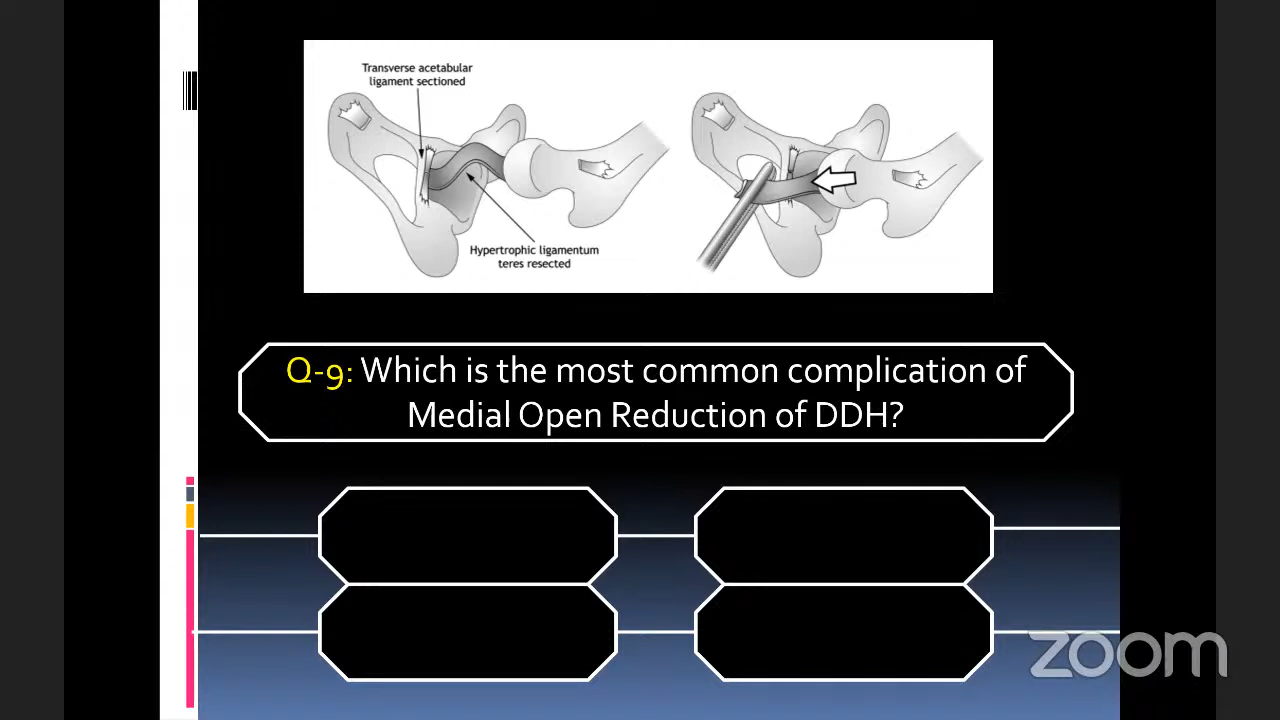 Transverse acetabular
ligament sectioned
Hypertrophic ligamentum
teres resected
Q-9: Which is the most common complication of
Medial Open Reduction of DDH?
zoom